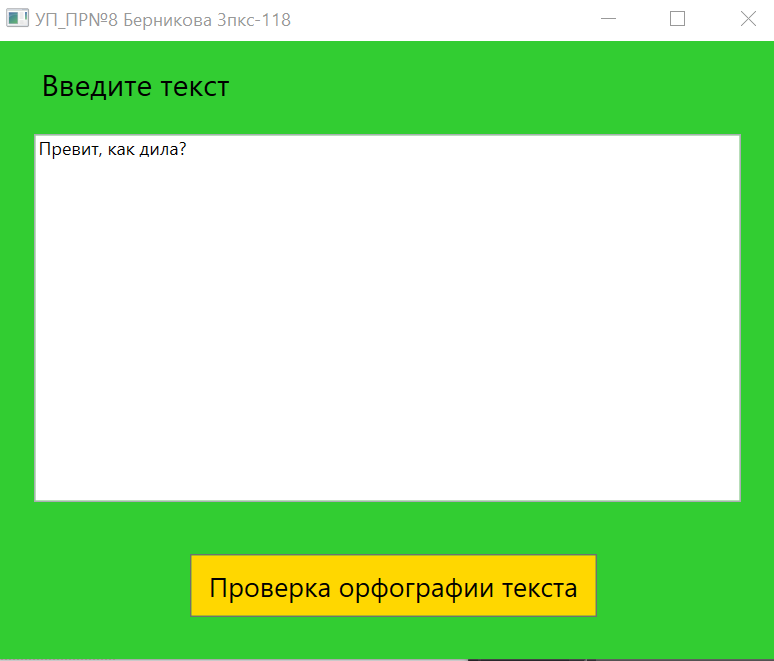 УП_ПР№8 Берникова 3пкс-118
Введите текст
Превит, как дила?
Проверка орфографии текста